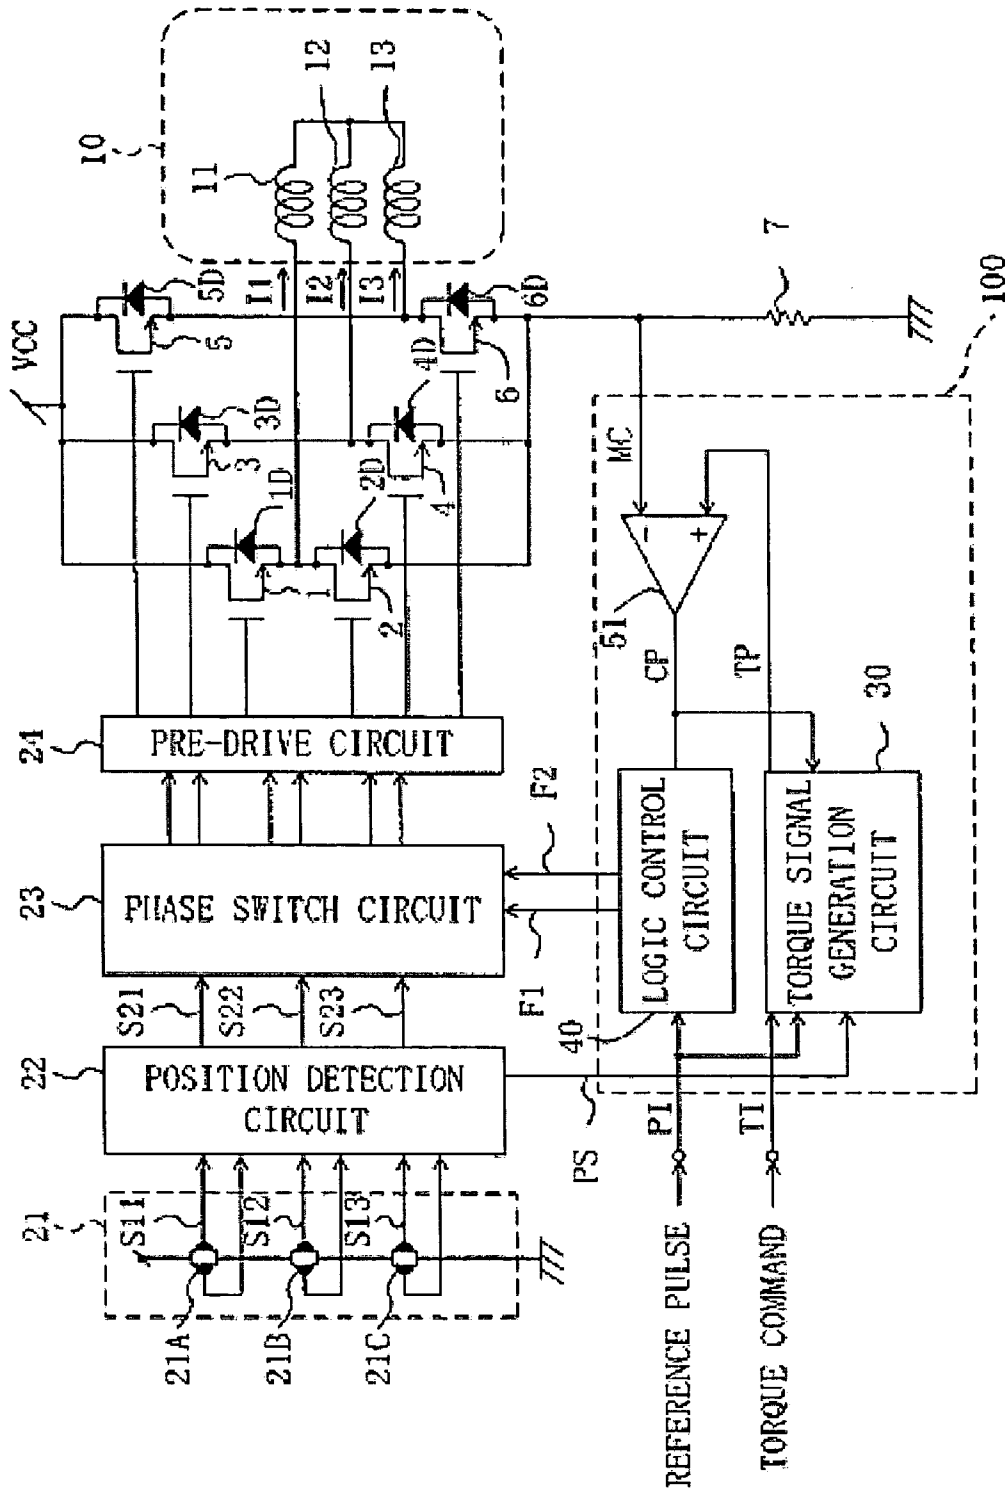 VCC
10
12
13
11
5D
5
I1
I2
I3
3D
3
1D
1
4D
4
2D
2
6D
6
7
24
PRE-DRIVE CIRCUIT
23
PHASE SWITCH CIRCUIT
F2
F1
S21
S22
S23
22
POSITION DETECTION
CIRCUIT
21
S11
S12
S13
21A
21B
21C
PS
100
MC
-
+
51
CP
TP
40
LOGIC CONTROL
CIRCUIT
30
TORQUE SIGNAL
GENERATION
CIRCUIT
PI
TI
REFERENCE PULSE
TORQUE COMMAND